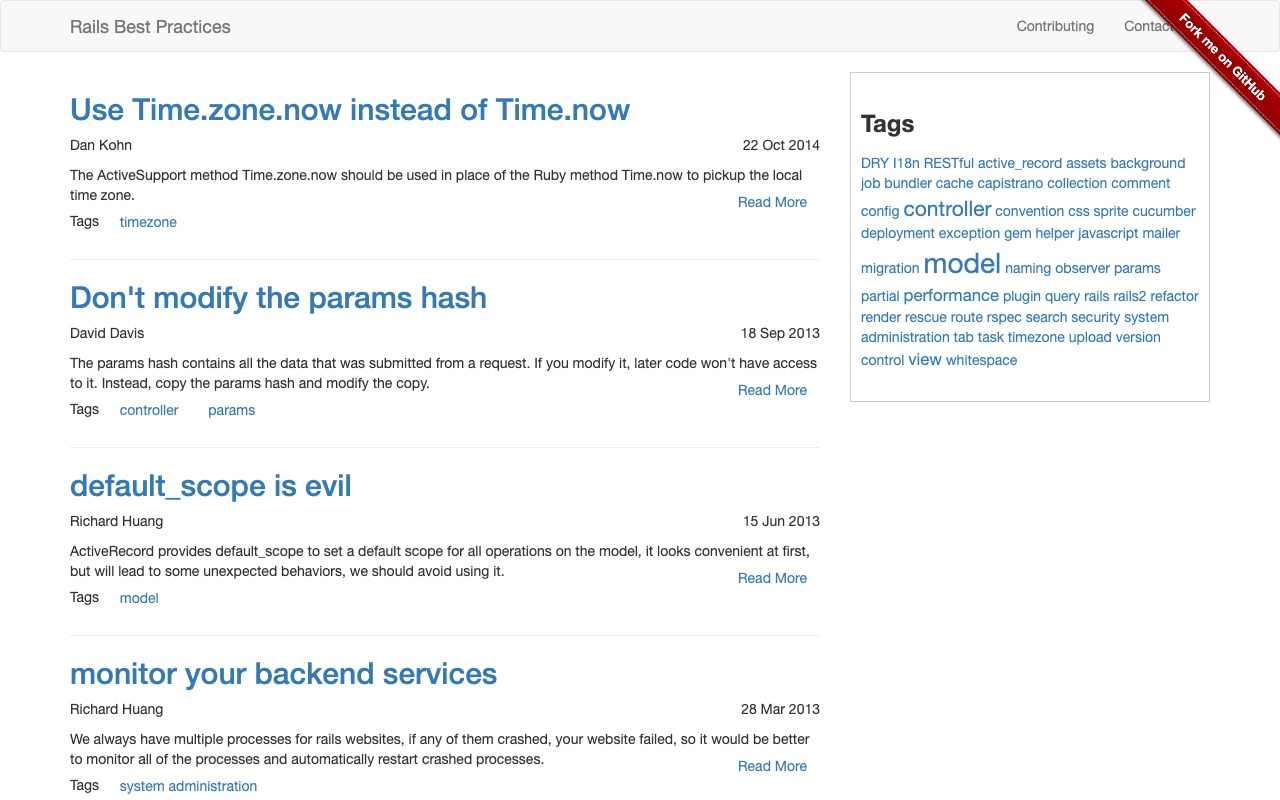 Rails Best Practices
Contributing
Contact
Fork me on GitHub
Use Time.zone.now instead of Time.now
Dan Kohn
22 Oct 2014
The ActiveSupport method Time.zone.now should be used in place of the Ruby method Time.now to pickup the local
time zone.
Read More
Tags timezone
Don't modify the params hash
David Davis
18 Sep 2013
The params hash contains all the data that was submitted from a request. If you modify it, later code won't have access
to it. Instead, copy the params hash and modify the copy.
Read More
Tags controller params
default_scope is evil
Richard Huang
15 Jun 2013
ActiveRecord provides default_scope to set a default scope for all operations on the model, it looks convenient at first,
but will lead to some unexpected behaviors, we should avoid using it.
Read More
Tags model
monitor your backend services
Richard Huang
28 Mar 2013
We always have multiple processes for rails websites, if any of them crashed, your website failed, so it would be better
to monitor all of the processes and automatically restart crashed processes.
Read More
Tags system administration
Tags
DRY I18n RESTful active_record assets background
job bundler cache capistrano collection comment
config controller convention css sprite cucumber
deployment exception gem helper javascript mailer
migration model naming observer params
partial performance plugin query rails rails2 refactor
render rescue route rspec search security system
administration tab task timezone upload version
control view whitespace